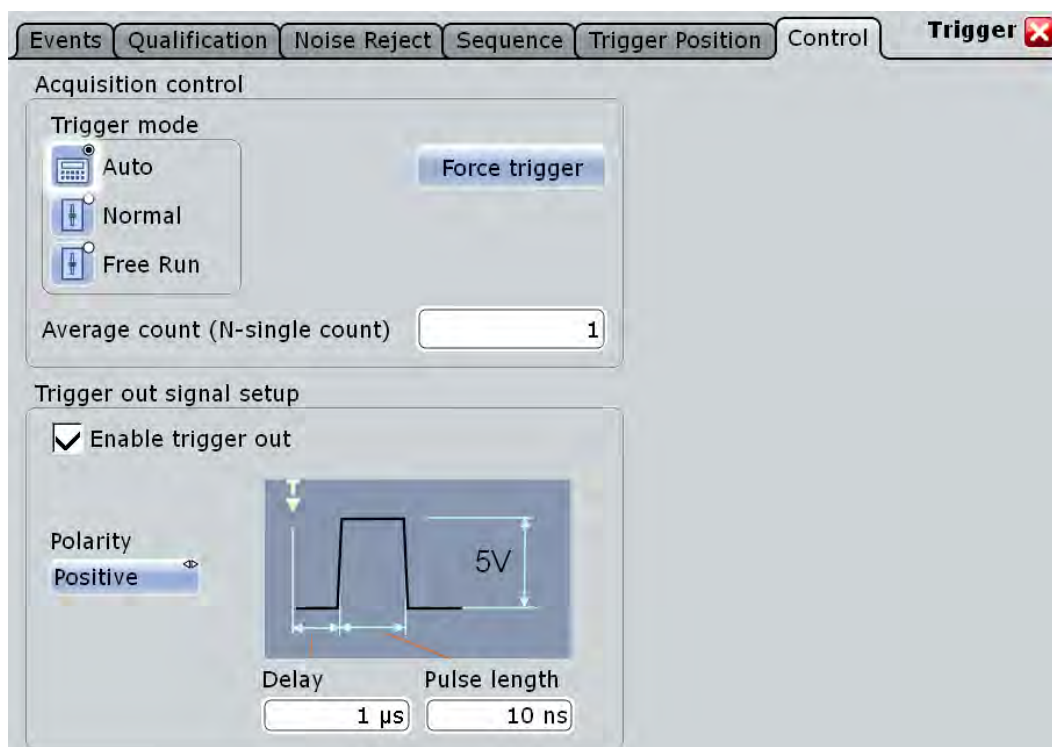 Events Qualification Noise Reject Sequence Trigger Position Control Trigger
Acquisition control
Trigger mode
Auto
Force trigger
Normal
Free Run
Average count (N-single count) 1
Trigger out signal setup
Enable trigger out
T
5V
Polarity
Positive
Delay Pulse length
1 µs 10 ns